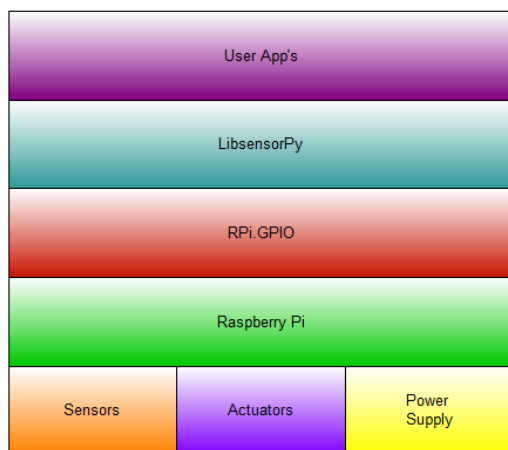 User App's
LibsensorPy
RPi.GPIO
Raspberry Pi
Sensors
Actuators
Power
Supply